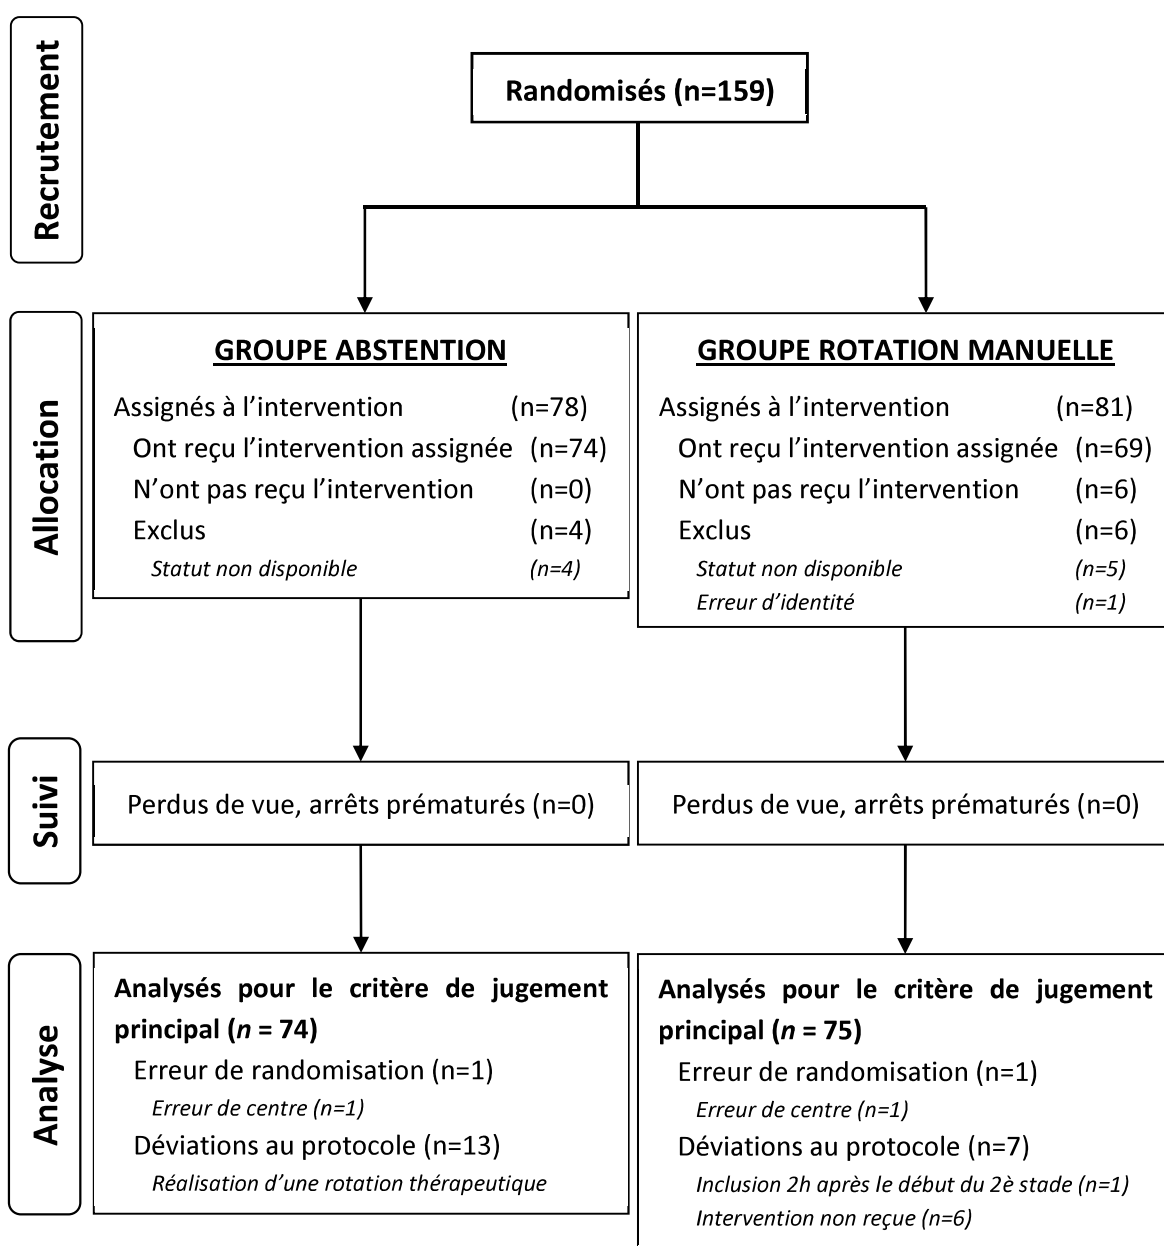 Recrutement
Randomisés (n=159)
Allocation
GROUPE ABSTENTION
Assignés à l’intervention (n=78)
Ont reçu l’intervention assignée (n=74)
N’ont pas reçu l’intervention (n=0)
Exclus (n=4)
Statut non disponible (n=4)
GROUPE ROTATION MANUELLE
Assignés à l’intervention (n=81)
Ont reçu l’intervention assignée (n=69)
N’ont pas reçu l’intervention (n=6)
Exclus (n=6)
Statut non disponible (n=5)
Erreur d’identité (n=1)
Suivi
Perdus de vue, arrêts prématurés (n=0)
Perdus de vue, arrêts prématurés (n=0)
Analyse
Analysés pour le critère de jugement
principal (n = 74)
Erreur de randomisation (n=1)
Erreur de centre (n=1)
Déviations au protocole (n=13)
Réalisation d’une rotation thérapeutique
Analysés pour le critère de jugement
principal (n = 75)
Erreur de randomisation (n=1)
Erreur de centre (n=1)
Déviations au protocole (n=7)
Inclusion 2h après le début du 2è stade (n=1)
Intervention non reçue (n=6)